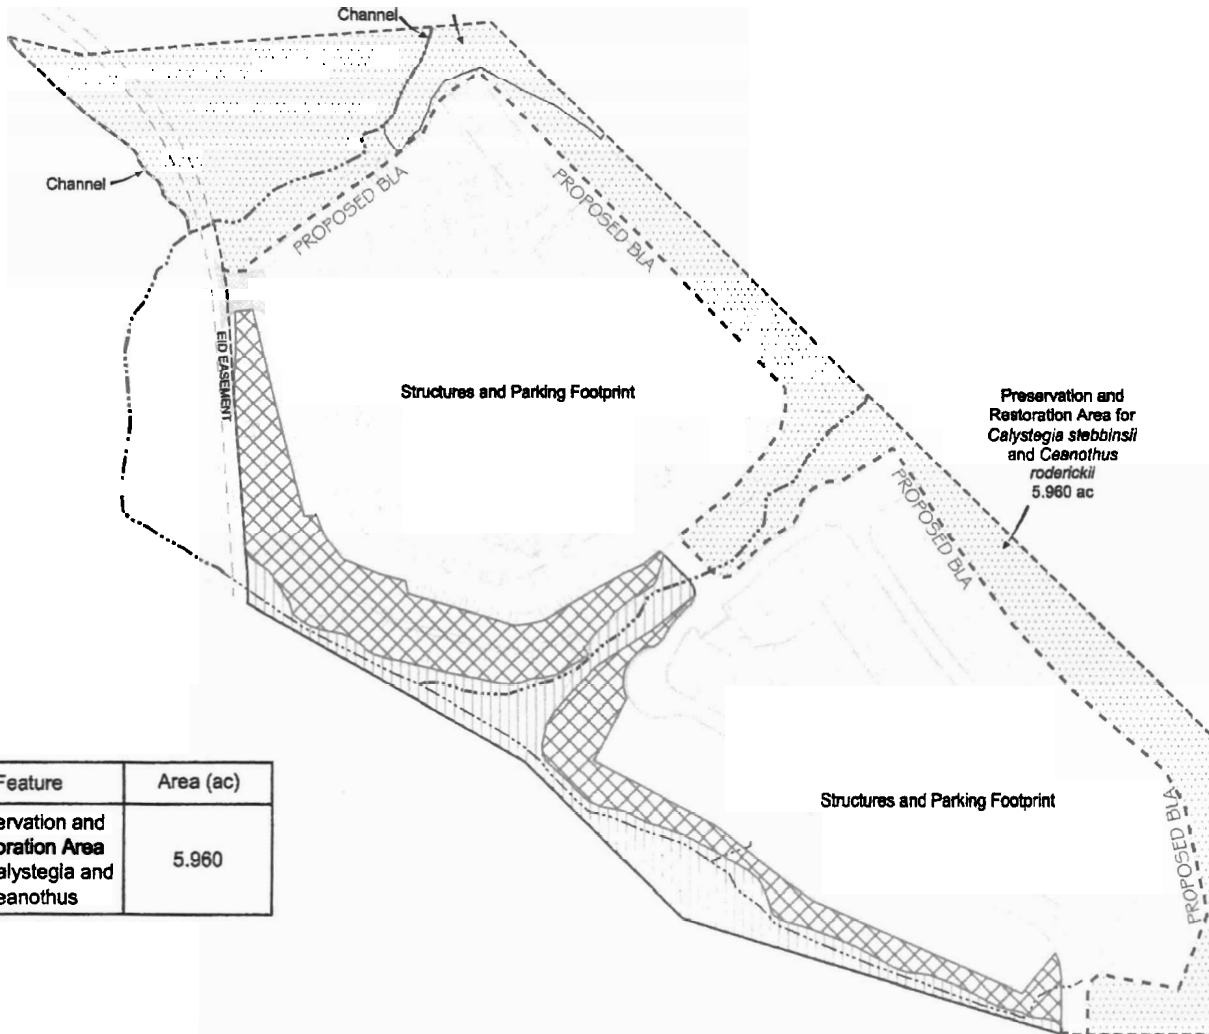 Channel
Channel
PROPOSED BLA
PROPOSED BLA
EID EASEMENT
Structures and Parking Footprint
Preservation and
Restoration Area for
Calystegia stebbinsii
and Ceanothus
roderickii
5.960 ac
PROPOSED BLA
Feature
Area (ac)
ervation and
oration Area
alystegia and
eanothus
5.960
Structures and Parking Footprint
PROPOSED BLA